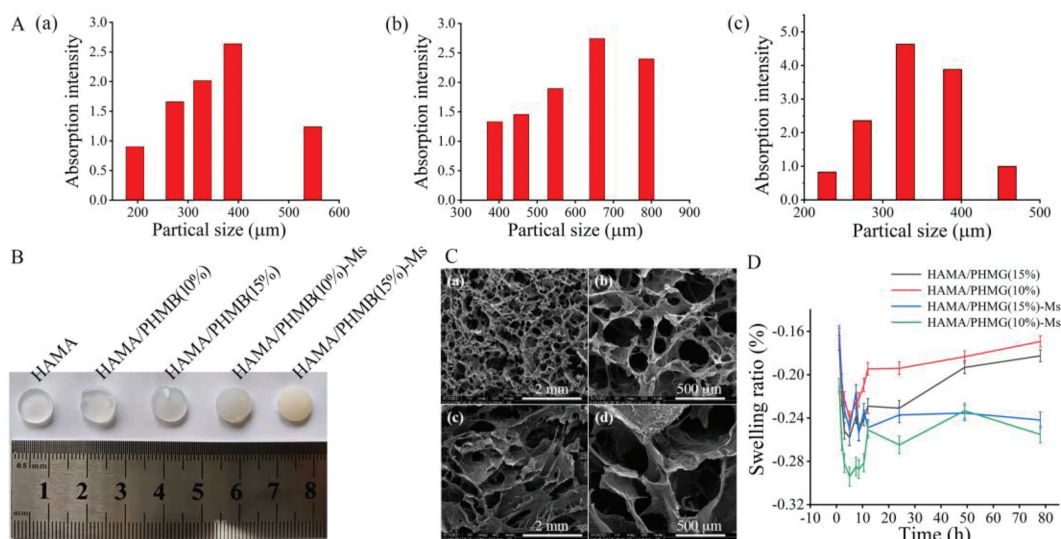 A (a)
Absorption intensity
3.0
2.5
2.0
1.5
1.0
0.5
0.0
200 300 400 500 600
Partical size (μm)
(b)
Absorption intensity
3.0
2.5
2.0
1.5
1.0
0.5
0.0
300 400 500 600 700 800 900
Partical size (μm)
(c)
Absorption intensity
5.0
4.0
3.0
2.0
1.0
0.0
200 300 400 500
Partical size (μm)
B
HAMA
HAMA/PHMB(10%)
HAMA/PHMB(15%)
HAMA/PHMB(10%)-Ms
HAMA/PHMB(15%)-Ms
0.5 mm
1 2 3 4 5 6 7 8
mm
C
(a)
2 mm
(b)
500 μm
(c)
2 mm
(d)
500 μm
D
HAMA/PHMG(15%)
HAMA/PHMG(10%)
HAMA/PHMG(15%)-Ms
HAMA/PHMG(10%)-Ms
Swelling ratio (%)
-0.16
-0.20
-0.24
-0.28
-0.32
-10 0 10 20 30 40 50 60 70 80
Time (h)